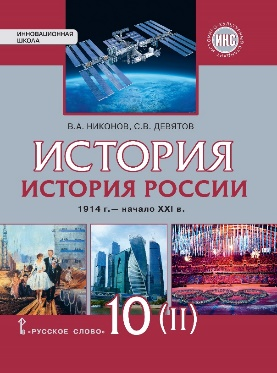 ИННОВАЦИОННАЯ
ШКОЛА
ИНС
В.А. НИКОНОВ, С.В. ДЕВЯТОВ
ИСТОРИЯ
ИСТОРИЯ РОССИИ
1914 г. — начало XXI в.
«РУССКОЕ СЛОВО»
10 (II)